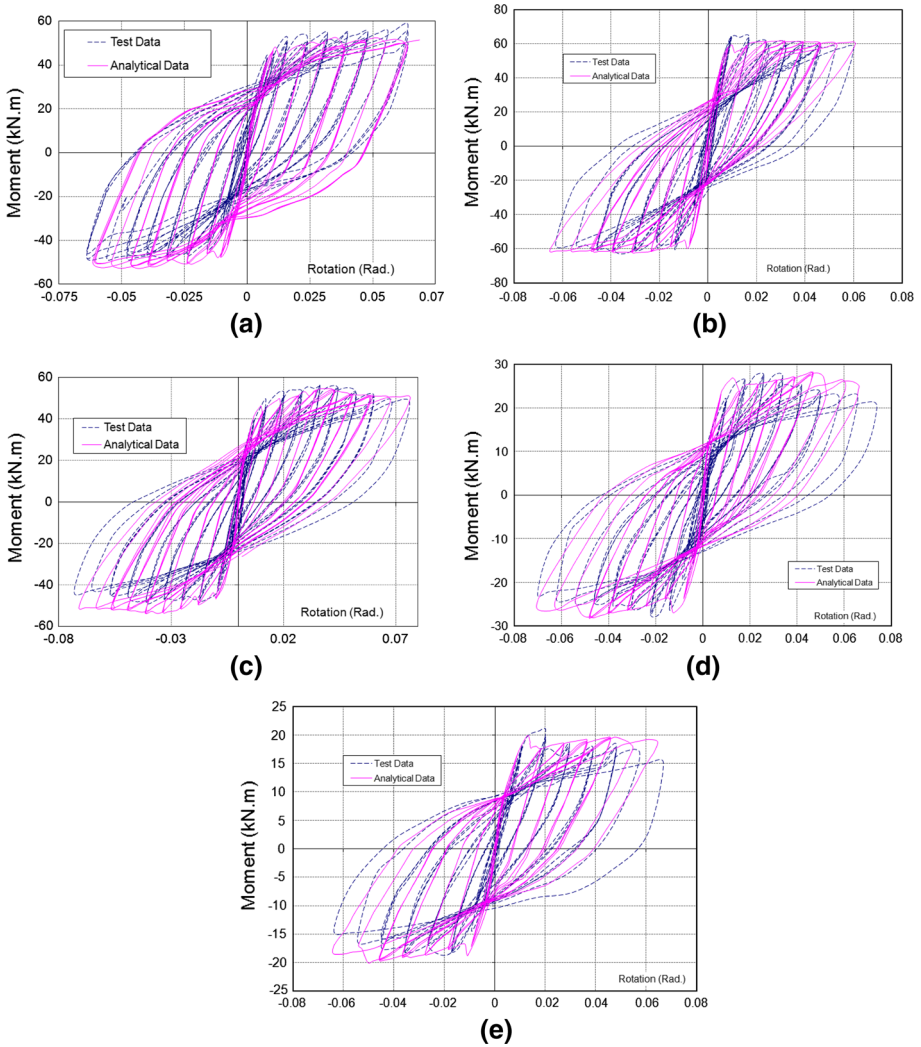 60
40
20
0
-20
-40
-60
Moment (kN.m)
Test Data
Analytical Data
Rotation (Rad.)
-0.075 -0.05 -0.025 0 0.025 0.05 0.07
(a)
80
60
40
20
0
-20
-40
-60
-80
Moment (kN.m)
Test Data
Analytical Data
Rotation (Rad.)
-0.08 -0.06 -0.04 -0.02 0 0.02 0.04 0.06 0.08
(b)
60
40
20
0
-20
-40
-60
Moment (kN.m)
Test Data
Analytical Data
Rotation (Rad.)
-0.08 -0.03 0.02 0.07
(c)
30
20
10
0
-10
-20
-30
Moment (kN.m)
Test Data
Analytical Data
Rotation (Rad.)
-0.08 -0.06 -0.04 -0.02 0 0.02 0.04 0.06 0.08
(d)
25
20
15
10
5
0
-5
-10
-15
-20
-25
Moment (kN.m)
Test Data
Analytical Data
Rotation (Rad.)
-0.08 -0.06 -0.04 -0.02 0 0.02 0.04 0.06 0.08
(e)